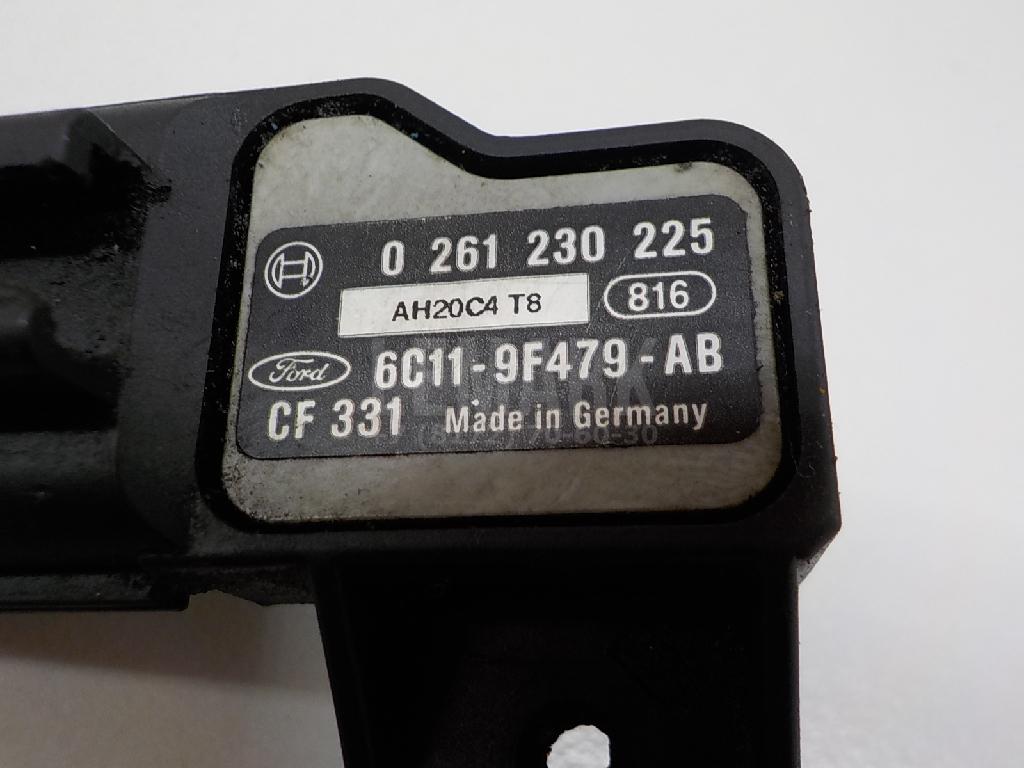 0 261 230 225
AH20C4 T8 816
Ford 6C11-9F479-AB
CF 331 Made in Germany